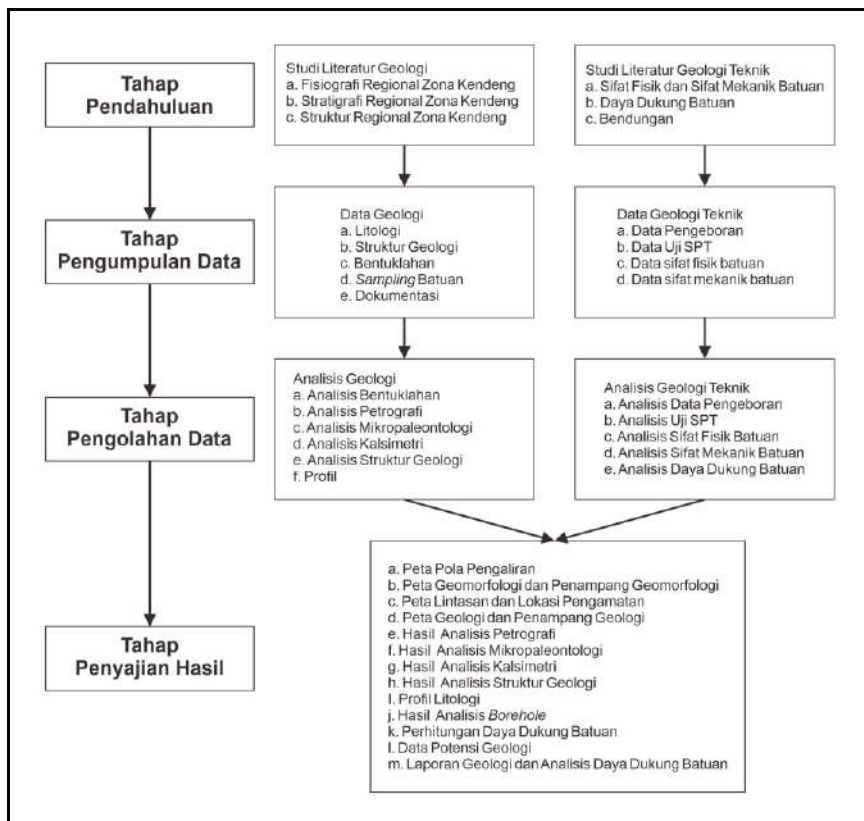 Tahap
Pendahuluan
Studi Literatur Geologi
a. Fisiografi Regional Zona Kendeng
b. Stratigrafi Regional Zona Kendeng
c. Struktur Regional Zona Kendeng
Studi Literatur Geologi Teknik
a. Sifat Fisik dan Sifat Mekanik Batuan
b. Daya Dukung Batuan
c. Bendungan
Tahap
Pengumpulan Data
Data Geologi
a. Litologi
b. Struktur Geologi
c. Bentuklahan
d. Sampling Batuan
e. Dokumentasi
Data Geologi Teknik
a. Data Pengeboran
b. Data Uji SPT
c. Data sifat fisik batuan
d. Data sifat mekanik batuan
Tahap
Pengolahan Data
Analisis Geologi
a. Analisis Bentuklahan
b. Analisis Petrografi
c. Analisis Mikropaleontologi
d. Analisis Kalsimetri
e. Analisis Struktur Geologi
f. Profil
Analisis Geologi Teknik
a. Analisis Data Pengeboran
b. Analisis Uji SPT
c. Analisis Sifat Fisik Batuan
d. Analisis Sifat Mekanik Batuan
e. Analisis Daya Dukung Batuan
Tahap
Penyajian Hasil
a. Peta Pola Pengaliran
b. Peta Geomorfologi dan Penampang Geomorfologi
c. Peta Lintasan dan Lokasi Pengamatan
d. Peta Geologi dan Penampang Geologi
e. Hasil Analisis Petrografi
f. Hasil Analisis Mikropaleontologi
g. Hasil Analisis Kalsimetri
h. Hasil Analisis Struktur Geologi
I. Profil Litologi
j. Hasil Analisis Borehole
k. Perhitungan Daya Dukung Batuan
l. Data Potensi Geologi
m. Laporan Geologi dan Analisis Daya Dukung Batuan